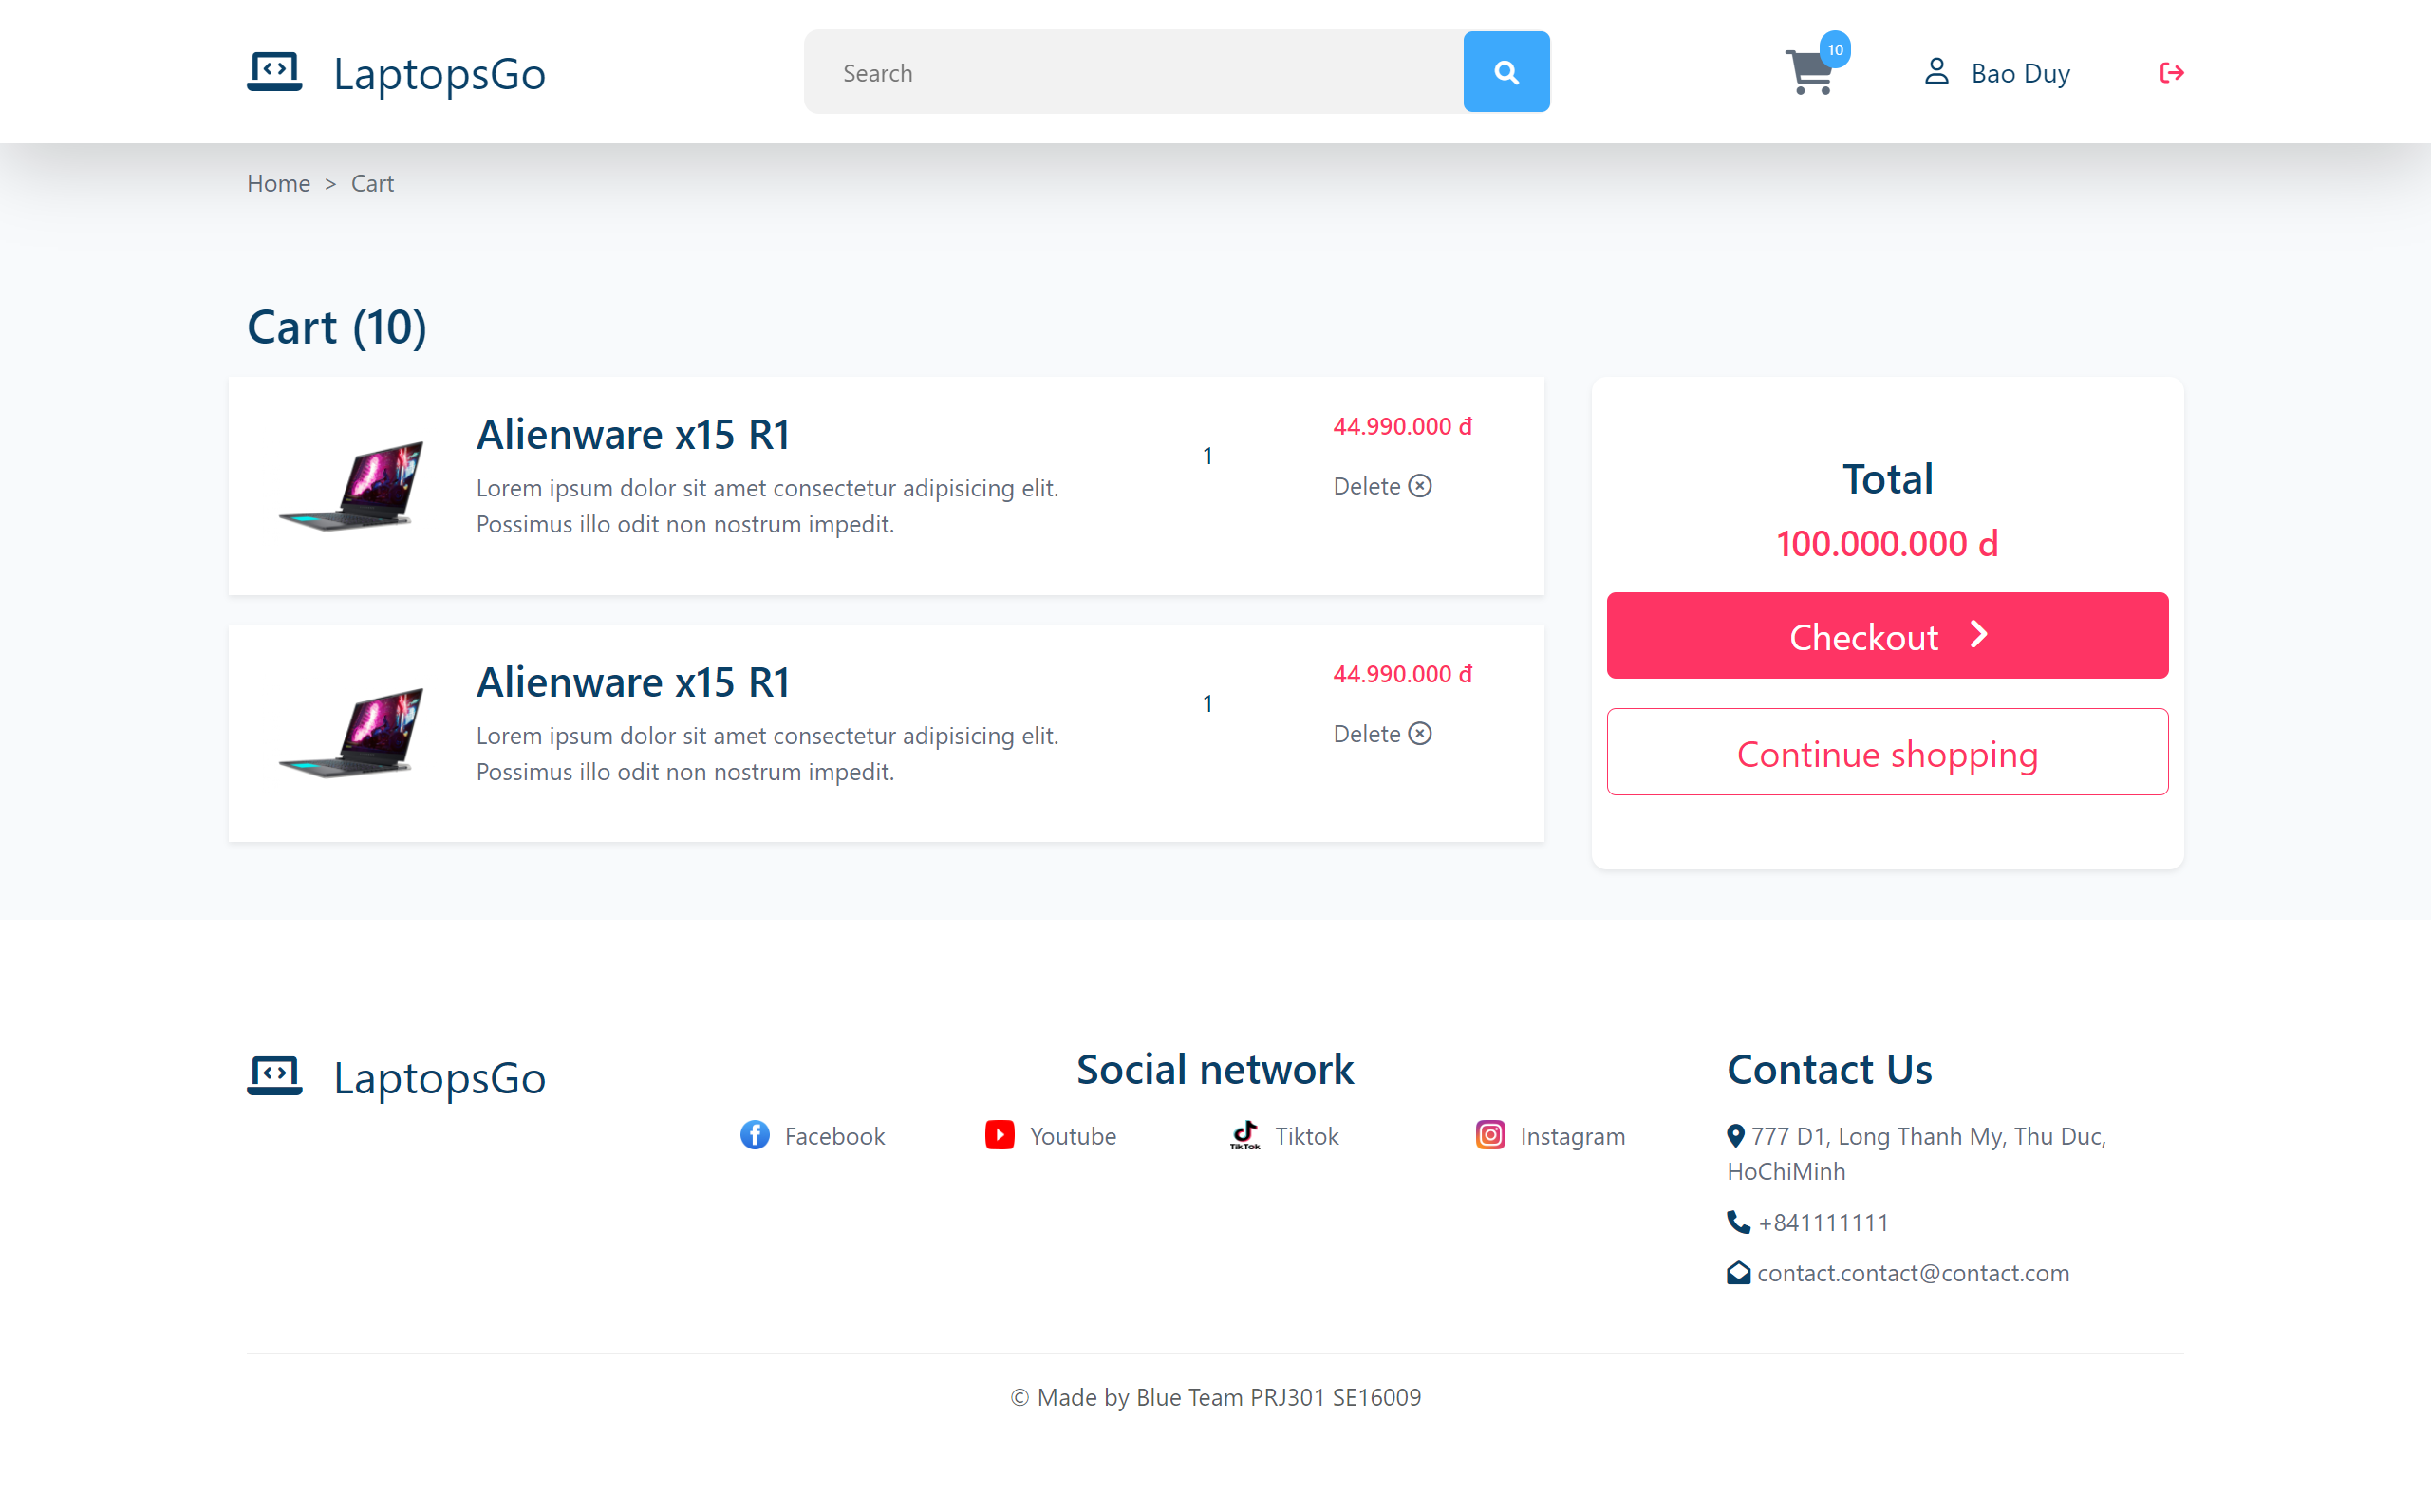 LaptopsGo
Search
10
Bao Duy
Home > Cart
Cart (10)
Alienware x15 R1
Lorem ipsum dolor sit amet consectetur adipisicing elit.
Possimus illo odit non nostrum impedit.
1
44.990.000 đ
Delete
Alienware x15 R1
Lorem ipsum dolor sit amet consectetur adipisicing elit.
Possimus illo odit non nostrum impedit.
1
44.990.000 đ
Delete
Total
100.000.000 d
Checkout
Continue shopping
LaptopsGo
Social network
Facebook
Youtube
TikTok
Tiktok
Instagram
Contact Us
777 D1, Long Thanh My, Thu Duc,
HoChiMinh
+841111111
contact.contact@contact.com
© Made by Blue Team PRJ301 SE16009